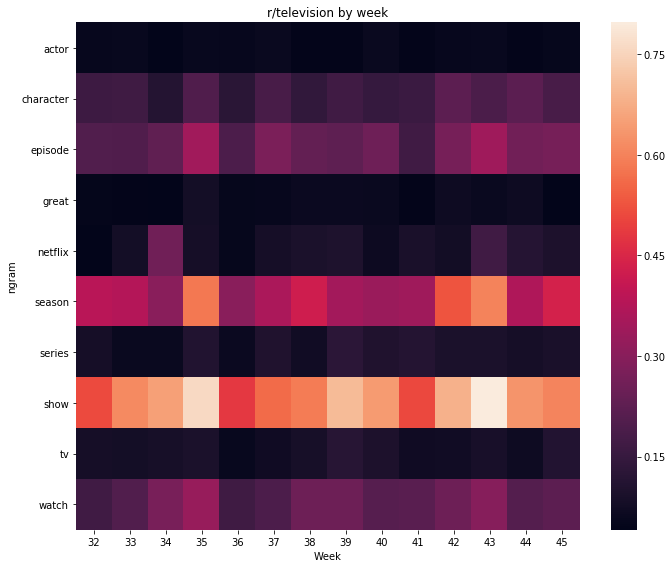 r/television by week
actor
character
episode
great
netflix
season
series
show
tv
watch
ngram
32 33 34 35 36 37 38 39 40 41 42 43 44 45
Week
0.75
0.60
0.45
0.30
0.15